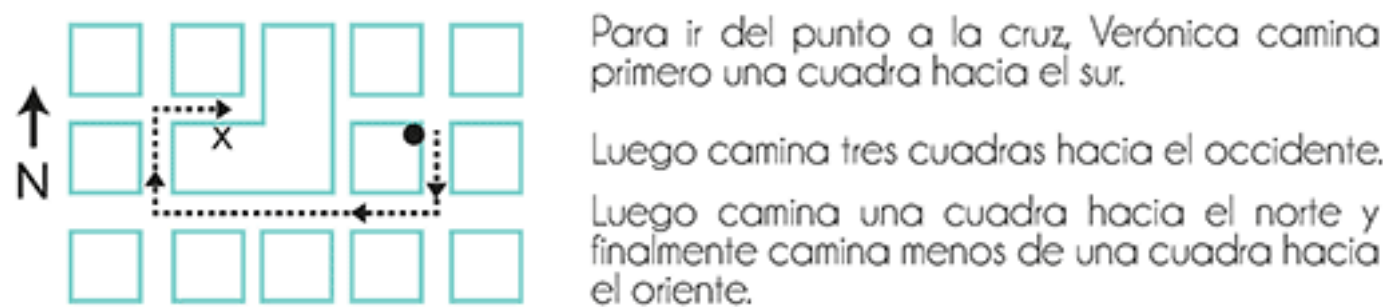 N
X
Para ir del punto a la cruz, Verónica camina
primero una cuadra hacia el sur.
Luego camina tres cuadras hacia el occidente.
Luego camina una cuadra hacia el norte y
finalmente camina menos de una cuadra hacia
el oriente.